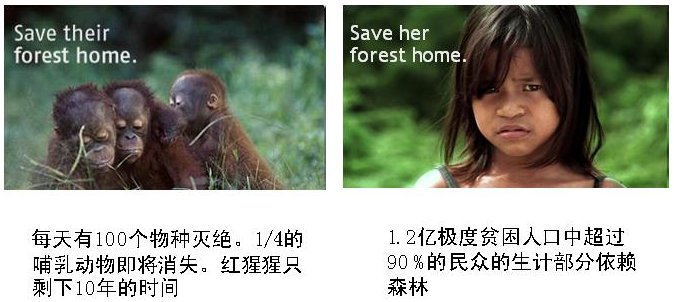 Save their
forest home.
Save her
forest home.
每天有100个物种灭绝。1/4的
哺乳动物即将消失。红猩猩只
剩下10年的时间
1.2亿极度贫困人口中超过
90%的民众的生计部分依赖
森林